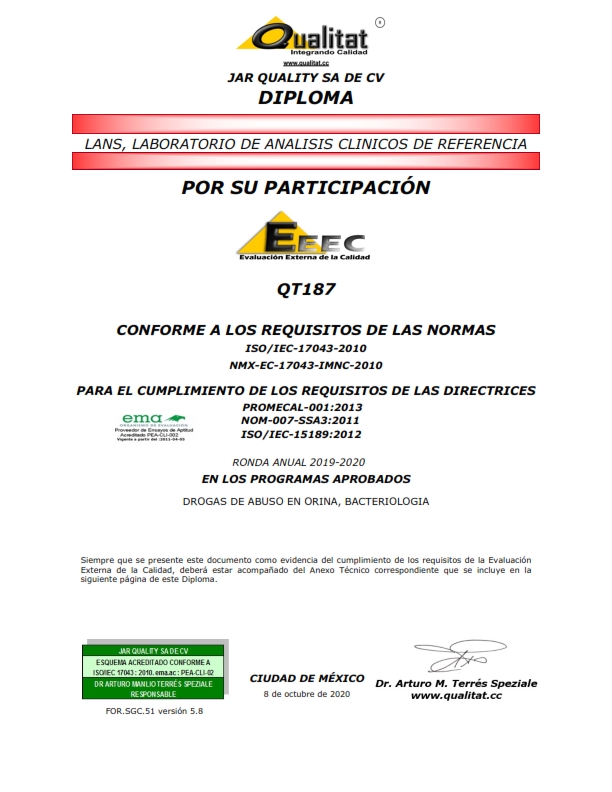 Qualitat
®
Integrando Calidad
www.qualitat.cc
JAR QUALITY SA DE CV
DIPLOMA
LANS, LABORATORIO DE ANALISIS CLINICOS DE REFERENCIA
POR SU PARTICIPACIÓN
EEEC
Evaluación Externa de la Calidad
QT187
CONFORME A LOS REQUISITOS DE LAS NORMAS
ISO/IEC-17043-2010
NMX-EC-17043-IMNC-2010
PARA EL CUMPLIMIENTO DE LOS REQUISITOS DE LAS DIRECTRICES
PROMECAL-001:2013
NOM-007-SSA3:2011
ISO/IEC-15189:2012
ema
ORGANISMO DE EVALUACIÓN
Proveedor de Ensayos de Aptitud
Acreditado PEA-CLI-002
Vigente a partir del :2011-04-05
RONDA ANUAL 2019-2020
EN LOS PROGRAMAS APROBADOS
DROGAS DE ABUSO EN ORINA, BACTERIOLOGIA
Siempre que se presente este documento como evidencia del cumplimiento de los requisitos de la Evaluación
Externa de la Calidad, deberá estar acompañado del Anexo Técnico correspondiente que se incluye en la
siguiente página de este Diploma.
JAR QUALITY SA DE CV
ESQUEMA ACREDITADO CONFORME A
ISO/IEC 17043 : 2010. ema.ac : PEA-CLI-02
DR ARTURO MANLIO TERRÉS SPEZIALE
RESPONSABLE
FOR.SGC.51 versión 5.8
CIUDAD DE MÉXICO
8 de octubre de 2020
Dr. Arturo M. Terrés Speziale
www.qualitat.cc